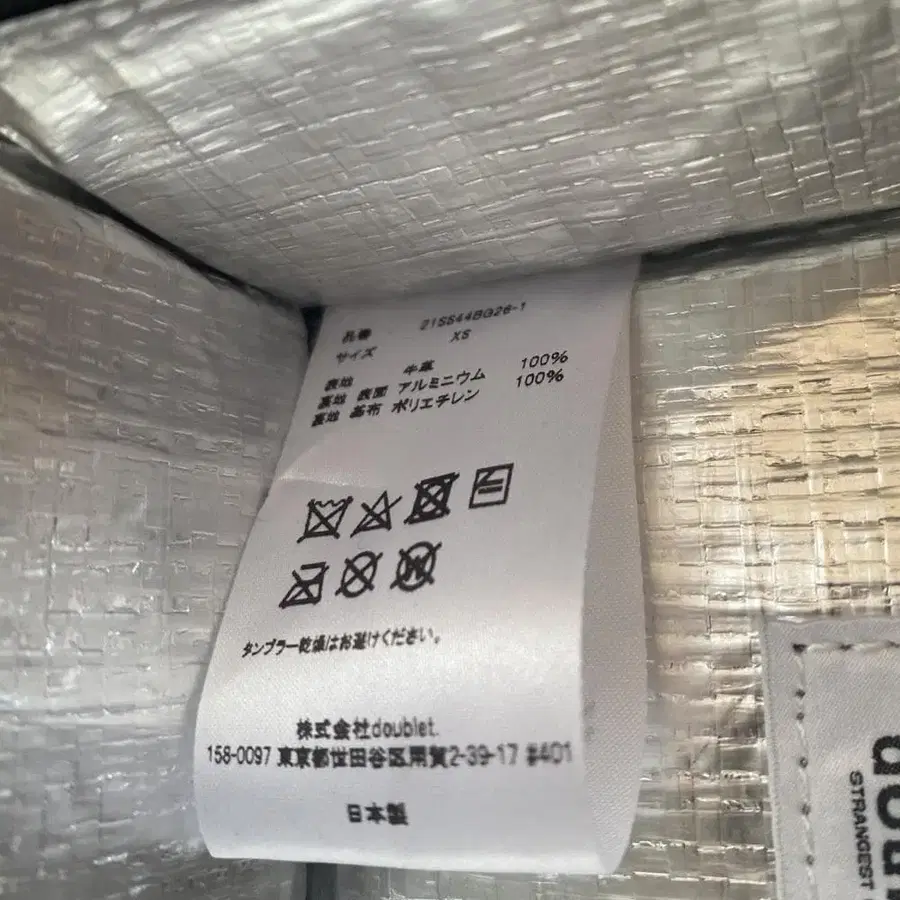 品番 21SS44BG26-1
サイズ XS
表地 牛革
裏地 表面 アルミニウム 100%
裏地 基布 ポリエチレン 100%
タンブラー乾燥はお避けください。
株式会社doublet.
158-0097 東京都世田谷区用賀2-39-17 #401
日本製
STRANGEST